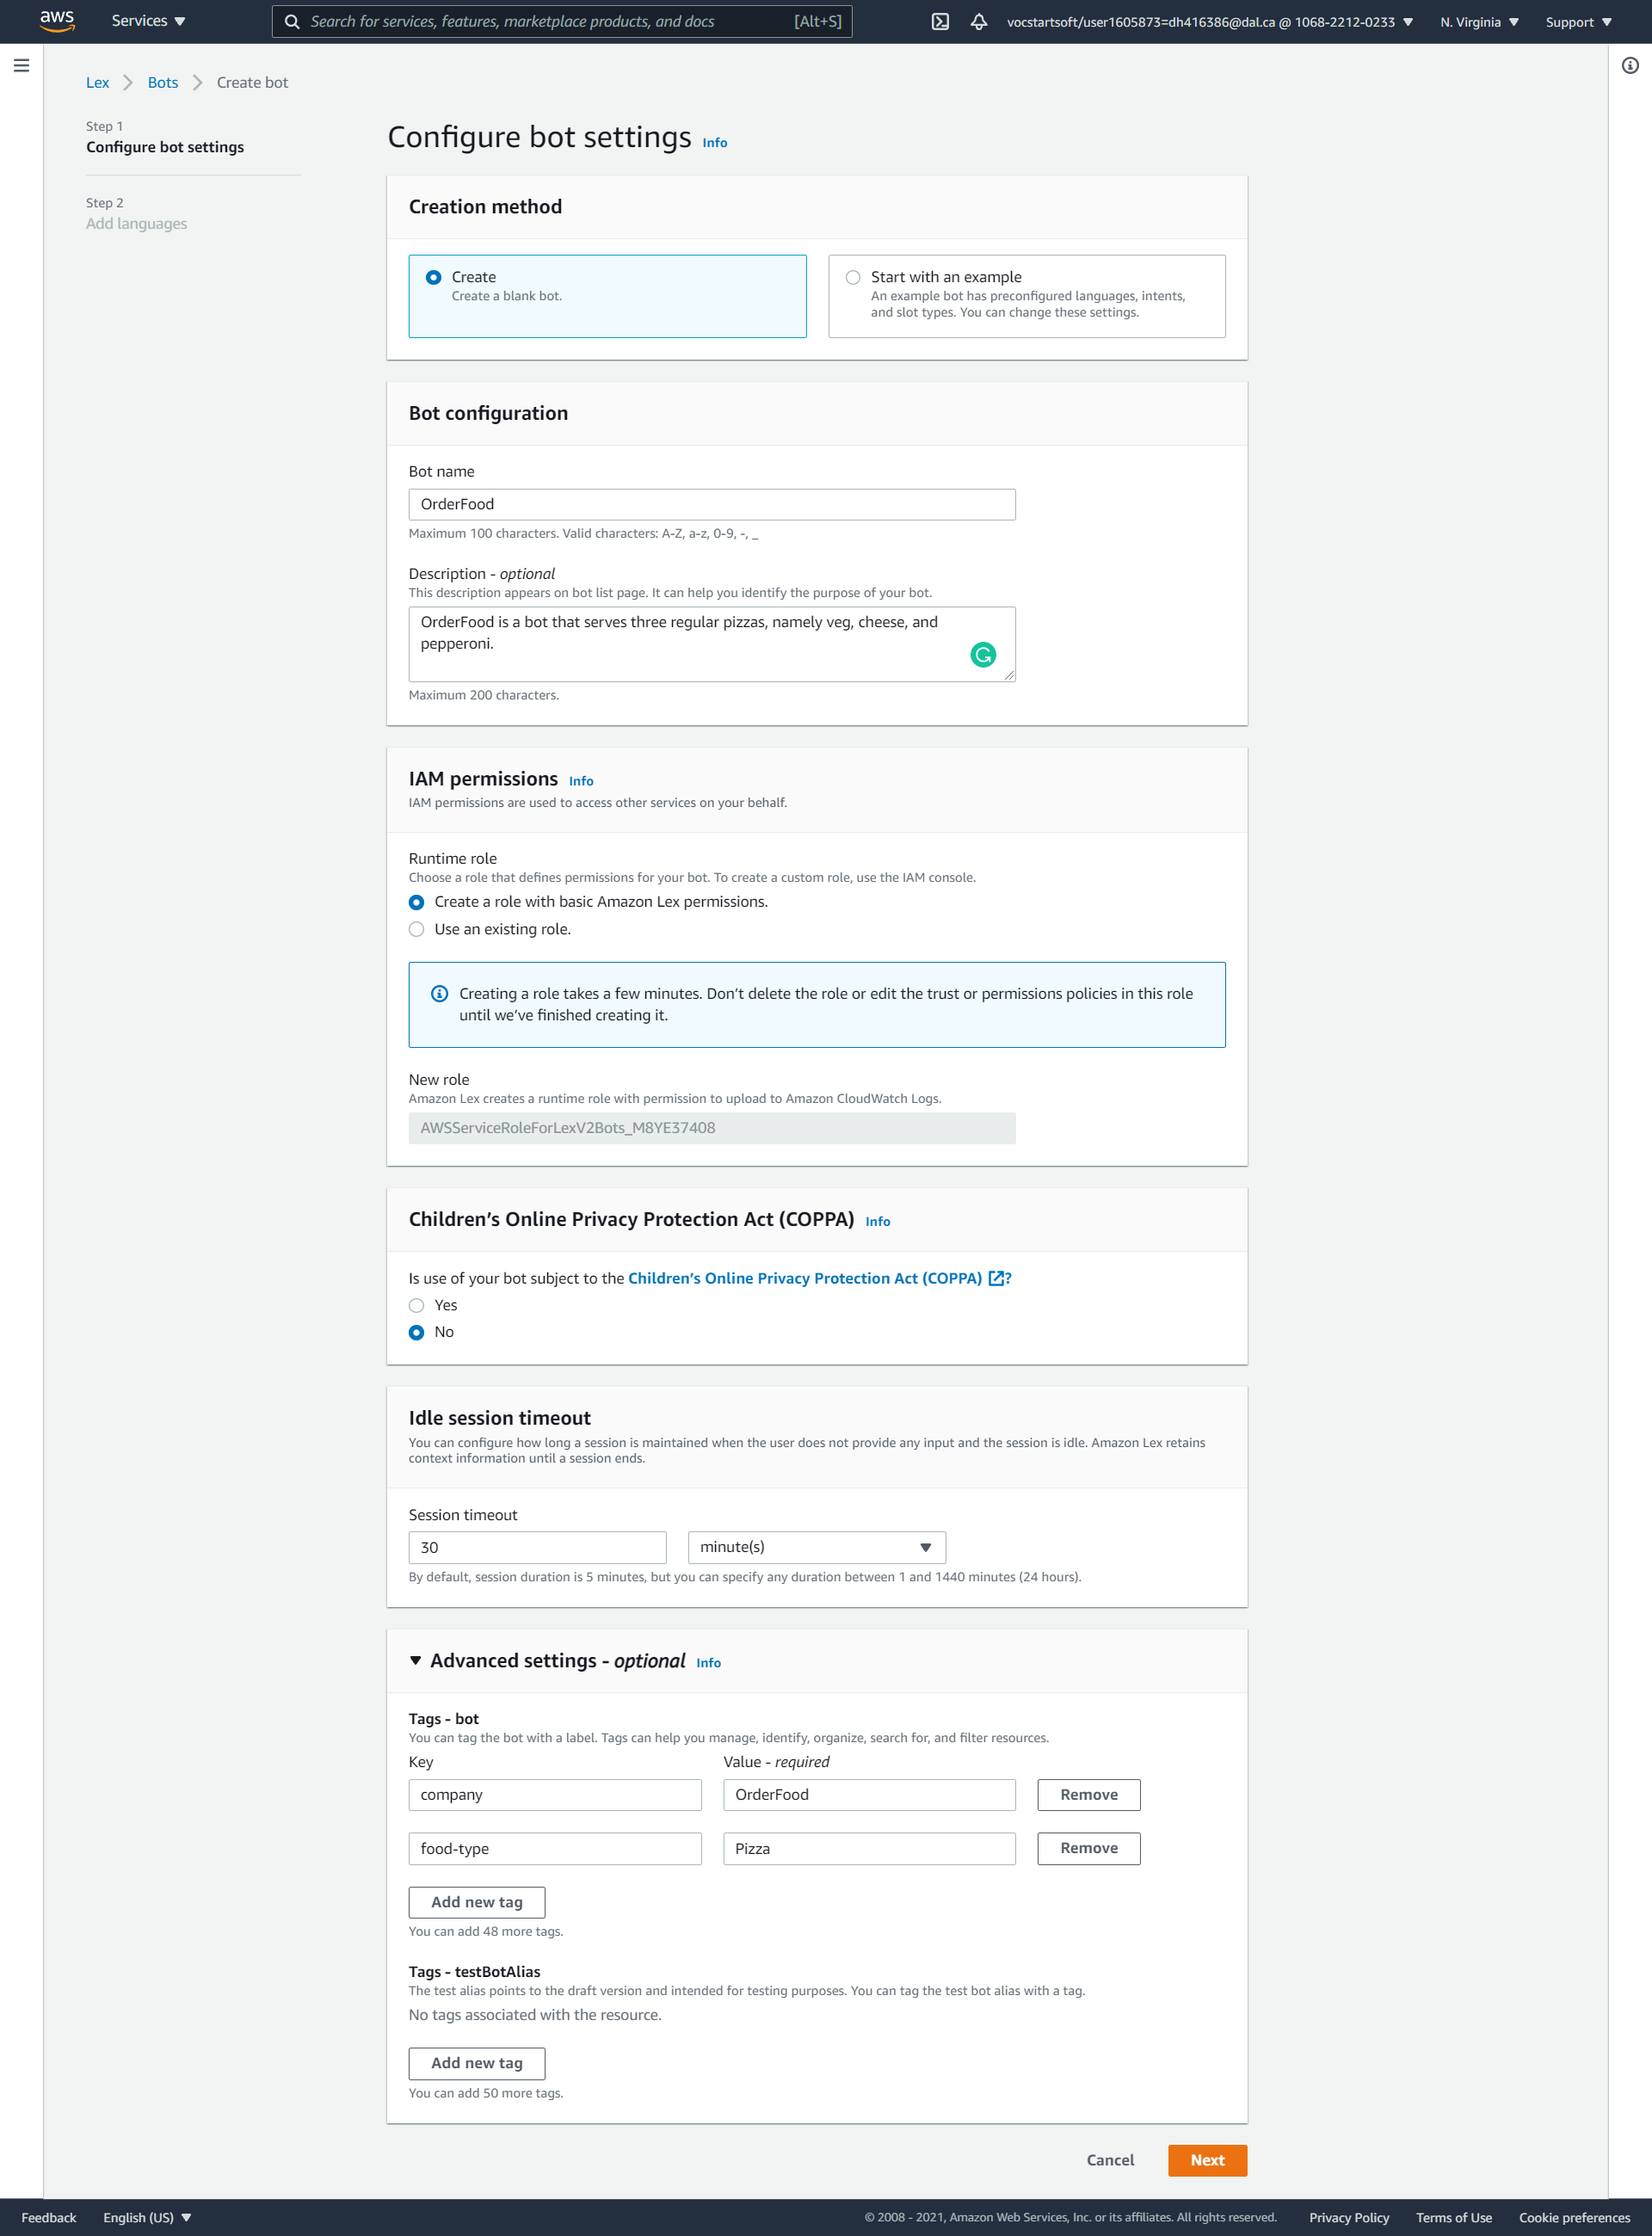 aws
Services
Search for services, features, marketplace products, and docs
[Alt+S]
vocstartsoft/user1605873=dh416386@dal.ca @ 1068-2212-0233
N. Virginia
Support
Lex
Bots
Create bot
Step 1
Configure bot settings
Step 2
Add languages
Configure bot settings Info
Creation method
Create
Create a blank bot.
Start with an example
An example bot has preconfigured languages, intents,
and slot types. You can change these settings.
Bot configuration
Bot name
OrderFood
Maximum 100 characters. Valid characters: A-Z, a-z, 0-9, -, _
Description - optional
This description appears on bot list page. It can help you identify the purpose of your bot.
OrderFood is a bot that serves three regular pizzas, namely veg, cheese, and
pepperoni.
Maximum 200 characters.
IAM permissions Info
IAM permissions are used to access other services on your behalf.
Runtime role
Choose a role that defines permissions for your bot. To create a custom role, use the IAM console.
Create a role with basic Amazon Lex permissions.
Use an existing role.
Creating a role takes a few minutes. Don’t delete the role or edit the trust or permissions policies in this role
until we’ve finished creating it.
New role
Amazon Lex creates a runtime role with permission to upload to Amazon CloudWatch Logs.
AWSServiceRoleForLexV2Bots_M8YE37408
Children’s Online Privacy Protection Act (COPPA) Info
Is use of your bot subject to the Children’s Online Privacy Protection Act (COPPA) ?
Yes
No
Idle session timeout
You can configure how long a session is maintained when the user does not provide any input and the session is idle. Amazon Lex retains
context information until a session ends.
Session timeout
30
minute(s)
By default, session duration is 5 minutes, but you can specify any duration between 1 and 1440 minutes (24 hours).
Advanced settings - optional Info
Tags - bot
You can tag the bot with a label. Tags can help you manage, identify, organize, search for, and filter resources.
Key
Value - required
company
OrderFood
Remove
food-type
Pizza
Remove
Add new tag
You can add 48 more tags.
Tags - testBotAlias
The test alias points to the draft version and intended for testing purposes. You can tag the test bot alias with a tag.
No tags associated with the resource.
Add new tag
You can add 50 more tags.
Cancel
Next
Feedback
English (US)
© 2008 - 2021, Amazon Web Services, Inc. or its affiliates. All rights reserved.
Privacy Policy
Terms of Use
Cookie preferences